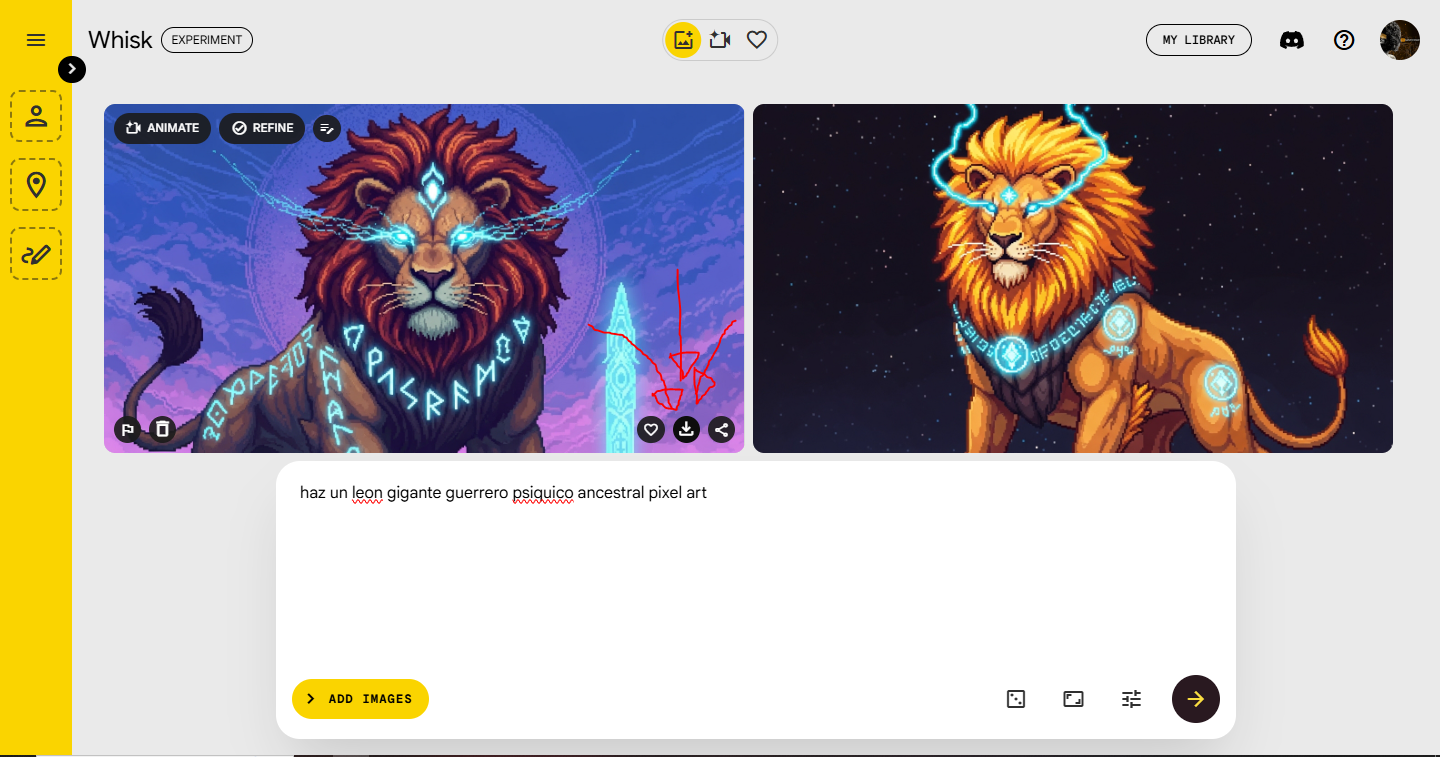 Whisk EXPERIMENT
MY LIBRARY
ANIMATE
REFINE
haz un leon gigante guerrero psiquico ancestral pixel art
ADD IMAGES